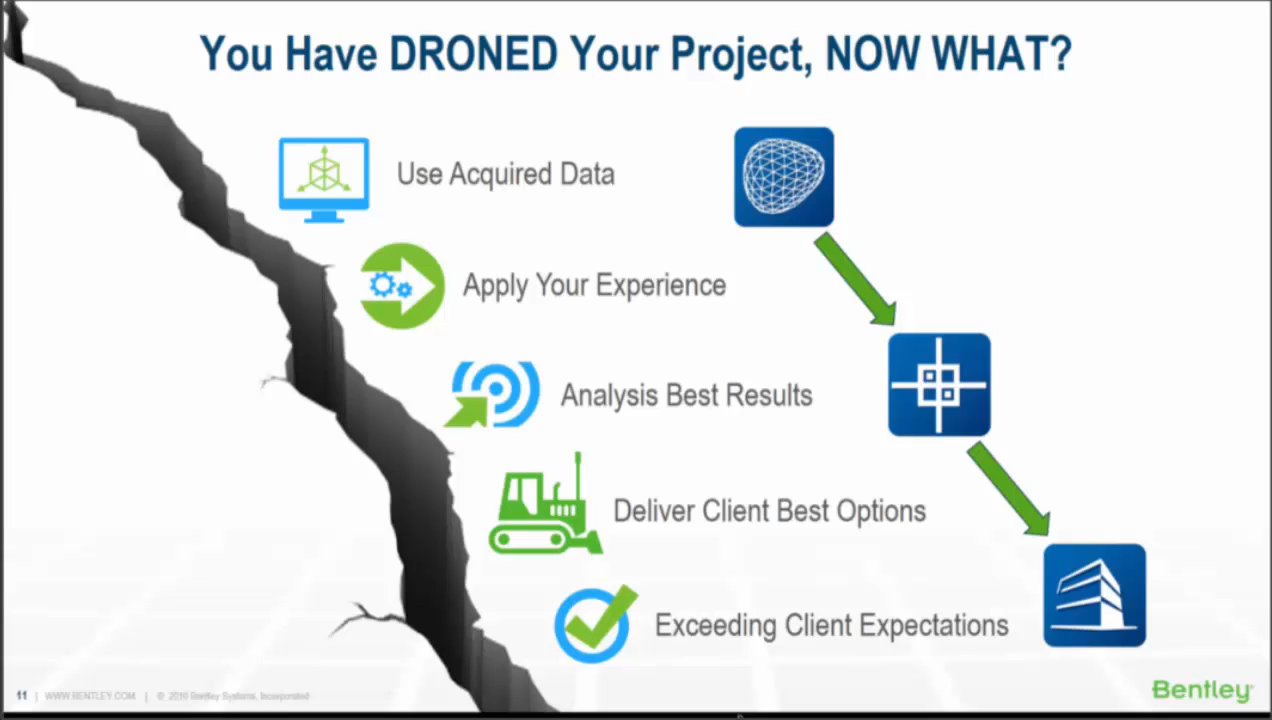 You Have DRONED Your Project, NOW WHAT?
Use Acquired Data
Apply Your Experience
Analysis Best Results
Deliver Client Best Options
Exceeding Client Expectations
11 | WWW.BENTLEY.COM | © 2016 Bentley Systems, Incorporated
Bentley